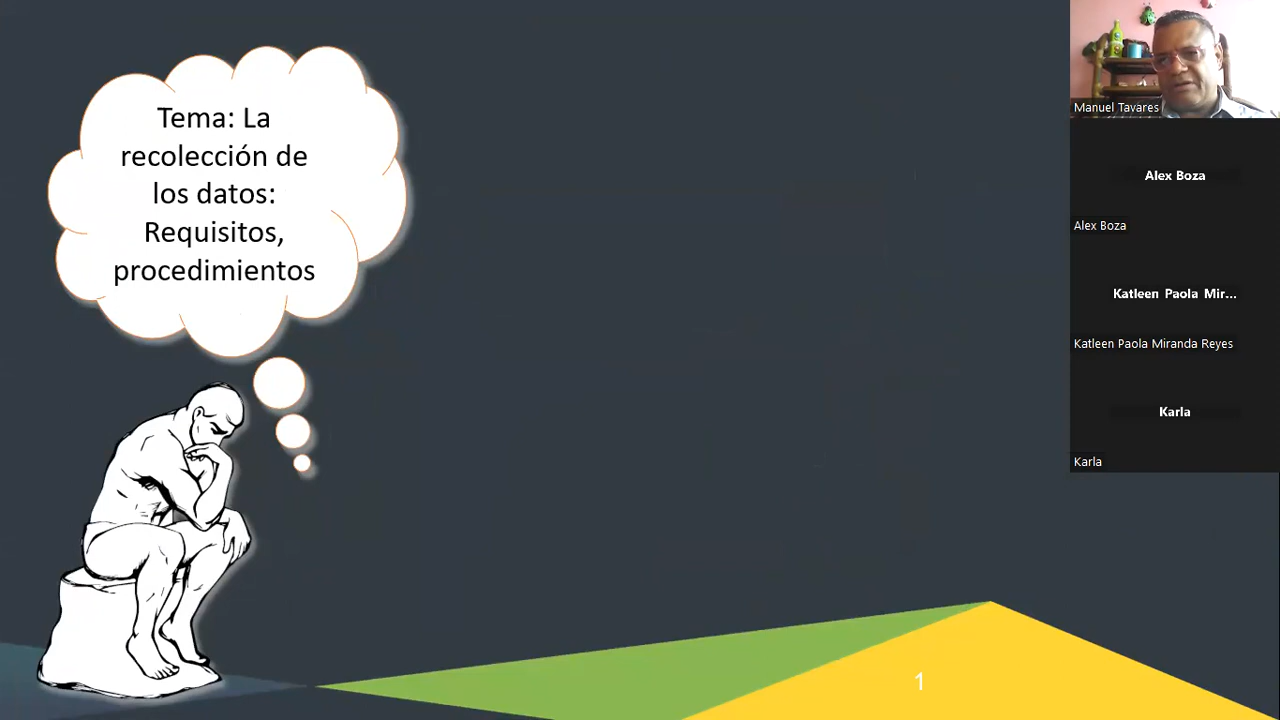 Tema: La
recolección de
los datos:
Requisitos,
procedimientos
1
Manuel Tavares
Alex Boza
Alex Boza
Katleen Paola Mir...
Katleen Paola Miranda Reyes
Karla
Karla